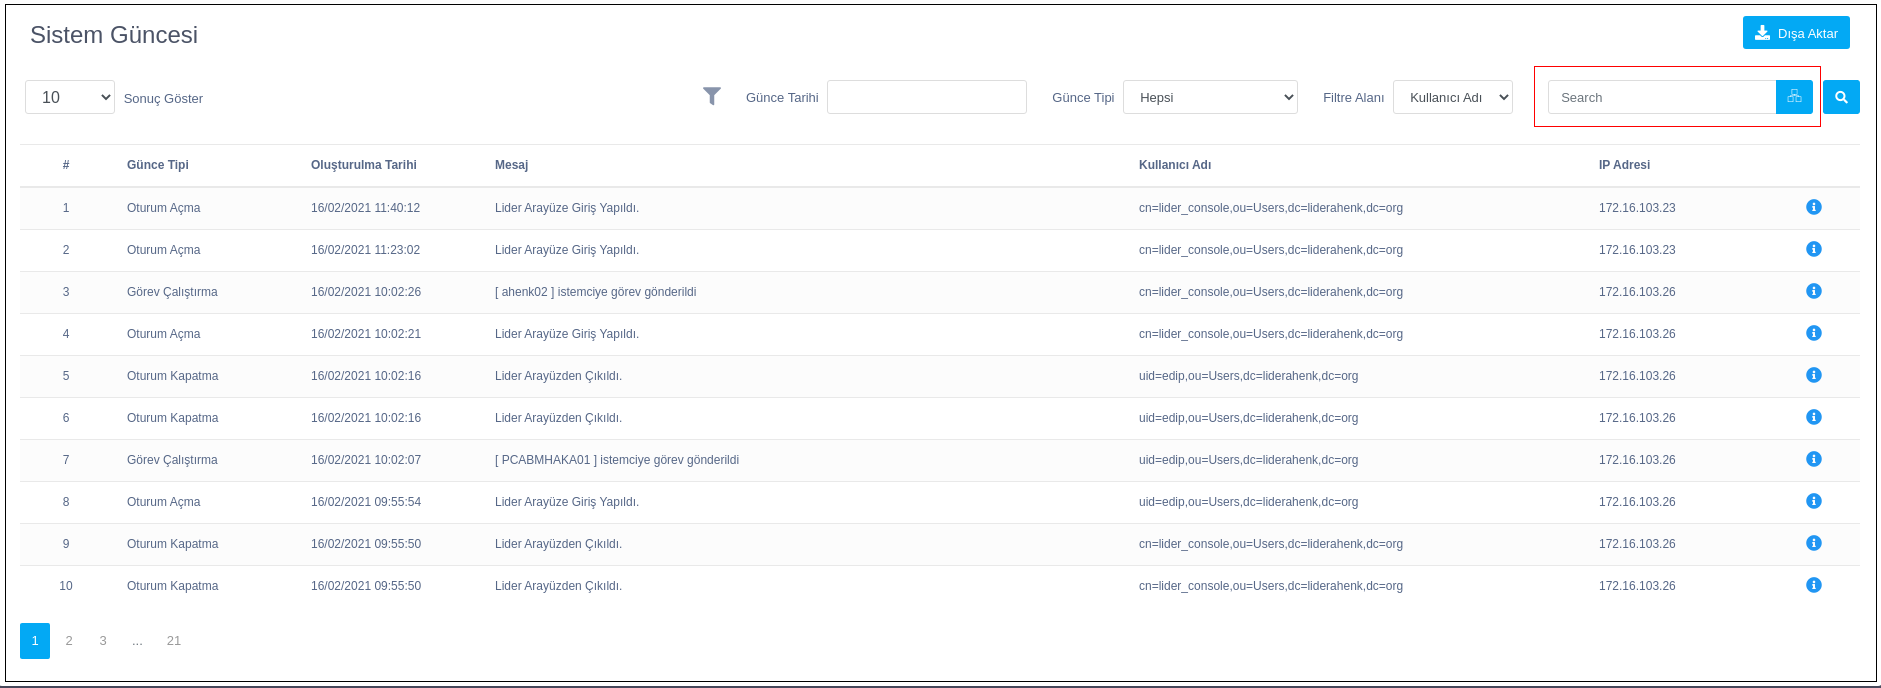 Sistem Güncesi
Dışa Aktar
10 Sonuç Göster Günce Tarihi Günce Tipi Hepsi Filtre Alanı Kullanıcı Adı Search
# Günce Tipi Oluşturulma Tarihi Mesaj Kullanıcı Adı IP Adresi
1 Oturum Açma 16/02/2021 11:40:12 Lider Arayüze Giriş Yapıldı. cn=lider_console,ou=Users,dc=liderahenk,dc=org 172.16.103.23
2 Oturum Açma 16/02/2021 11:23:02 Lider Arayüze Giriş Yapıldı. cn=lider_console,ou=Users,dc=liderahenk,dc=org 172.16.103.23
3 Görev Çalıştırma 16/02/2021 10:02:26 [ ahenk02 ] istemciye görev gönderildi cn=lider_console,ou=Users,dc=liderahenk,dc=org 172.16.103.26
4 Oturum Açma 16/02/2021 10:02:21 Lider Arayüze Giriş Yapıldı. cn=lider_console,ou=Users,dc=liderahenk,dc=org 172.16.103.26
5 Oturum Kapatma 16/02/2021 10:02:16 Lider Arayüzden Çıkıldı. uid=edip,ou=Users,dc=liderahenk,dc=org 172.16.103.26
6 Oturum Kapatma 16/02/2021 10:02:16 Lider Arayüzden Çıkıldı. uid=edip,ou=Users,dc=liderahenk,dc=org 172.16.103.26
7 Görev Çalıştırma 16/02/2021 10:02:07 [ PCABMHAKA01 ] istemciye görev gönderildi uid=edip,ou=Users,dc=liderahenk,dc=org 172.16.103.26
8 Oturum Açma 16/02/2021 09:55:54 Lider Arayüze Giriş Yapıldı. uid=edip,ou=Users,dc=liderahenk,dc=org 172.16.103.26
9 Oturum Kapatma 16/02/2021 09:55:50 Lider Arayüzden Çıkıldı. cn=lider_console,ou=Users,dc=liderahenk,dc=org 172.16.103.26
10 Oturum Kapatma 16/02/2021 09:55:50 Lider Arayüzden Çıkıldı. cn=lider_console,ou=Users,dc=liderahenk,dc=org 172.16.103.26
1 2 3 ... 21